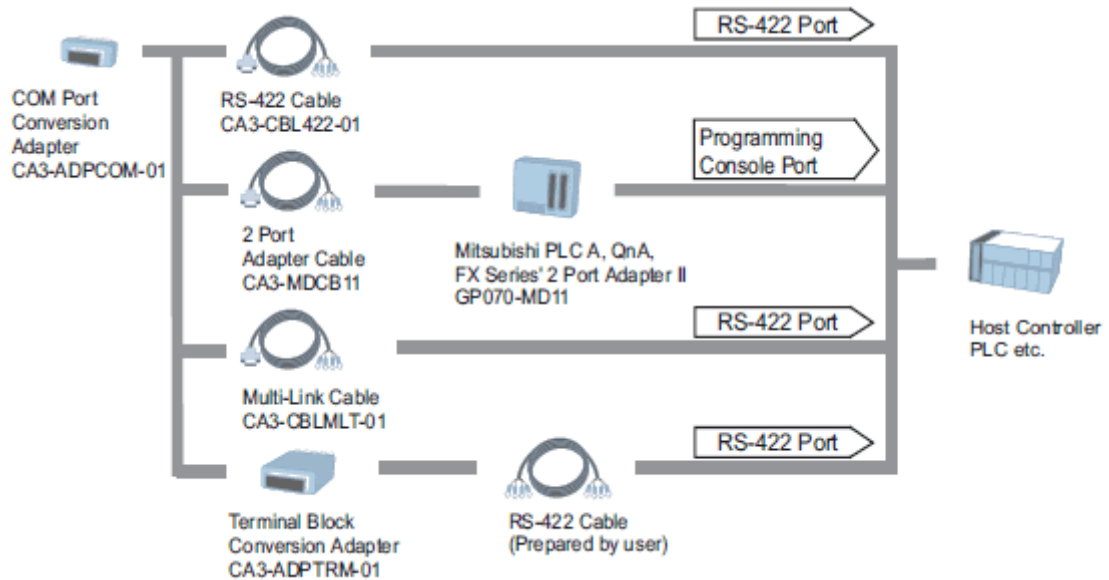 RS-422 Port
COM Port
Conversion
Adapter
CA3-ADPCOM-01
RS-422 Cable
CA3-CBL422-01
Programming
Console Port
2 Port
Adapter Cable
CA3-MDCB11
Mitsubishi PLC A, QnA,
FX Series' 2 Port Adapter II
GP070-MD11
RS-422 Port
Host Controller
PLC etc.
Multi-Link Cable
CA3-CBLMLT-01
RS-422 Port
Terminal Block
Conversion Adapter
CA3-ADPTRM-01
RS-422 Cable
(Prepared by user)